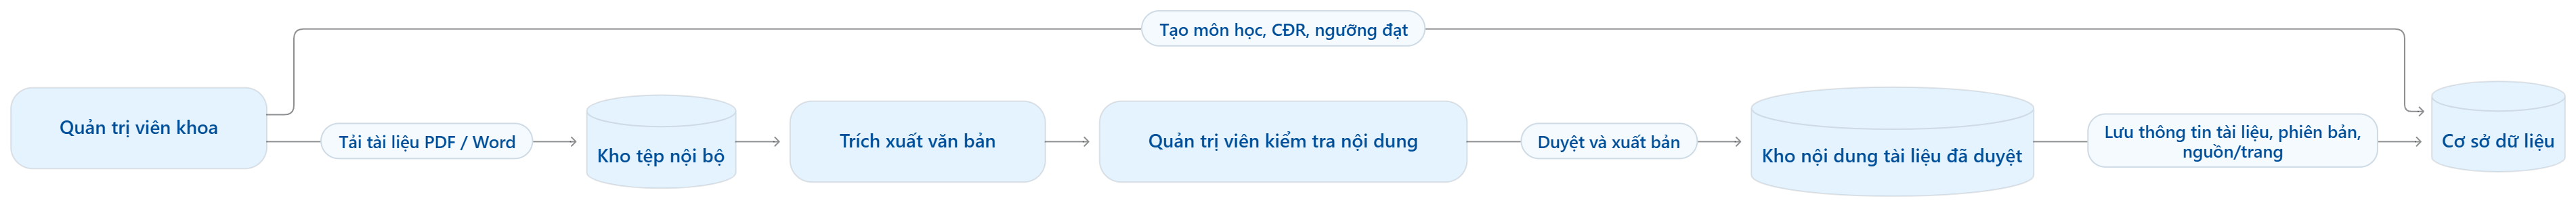 Tạo môn học, CĐR, ngưỡng đạt
Quản trị viên khoa
Tải tài liệu PDF / Word
Kho tệp nội bộ
Trích xuất văn bản
Quản trị viên kiểm tra nội dung
Duyệt và xuất bản
Kho nội dung tài liệu đã duyệt
Lưu thông tin tài liệu, phiên bản,
nguồn/trang
Cơ sở dữ liệu